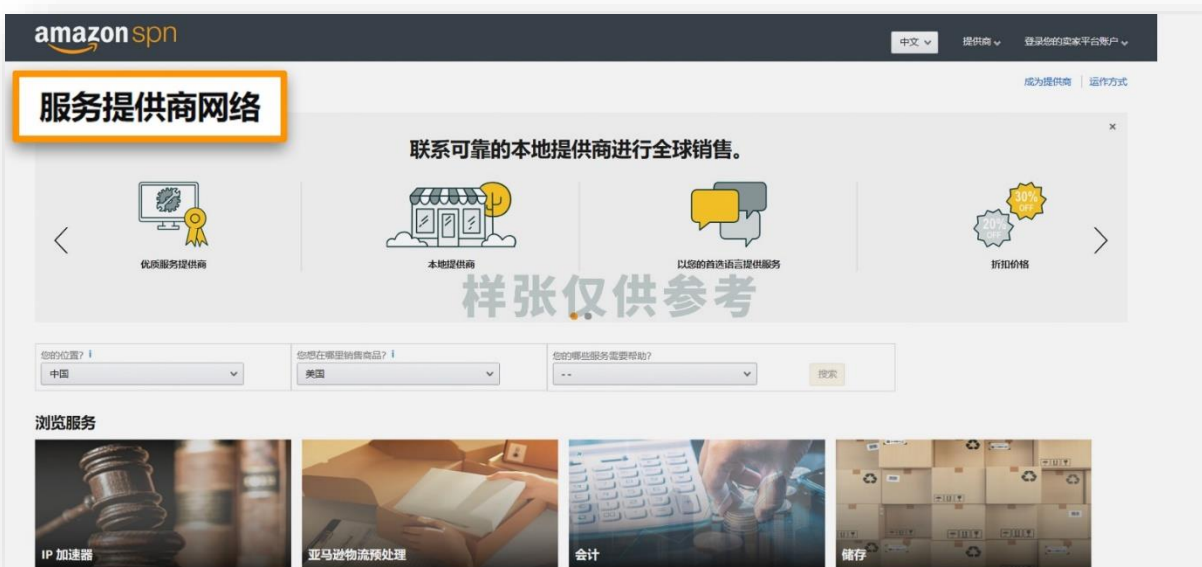 amazon spn
中文
提供商
登录您的卖家平台账户
服务提供商网络
成为提供商
运作方式
×
联系可靠的本地提供商进行全球销售。
30%
OFF
20%
OFF
优质服务提供商
本地提供商
以您的首选语言提供服务
折扣价格
样张仅供参考
您的位置? i
您想在哪里销售商品? i
您的哪些服务需要帮助?
中国
美国
--
搜索
浏览服务
IP 加速器
亚马逊物流预处理
会计
储存